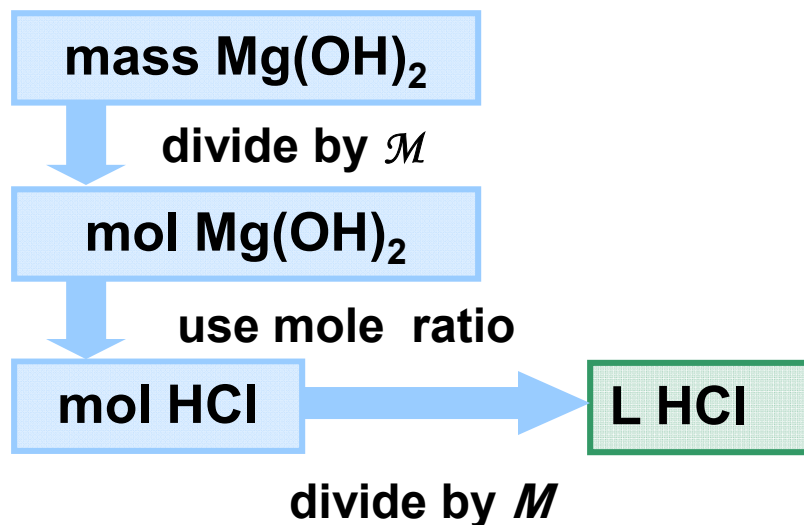 mass Mg(OH)₂
divide by ℳ
mol Mg(OH)₂
use mole ratio
mol HCl
L HCl
divide by M